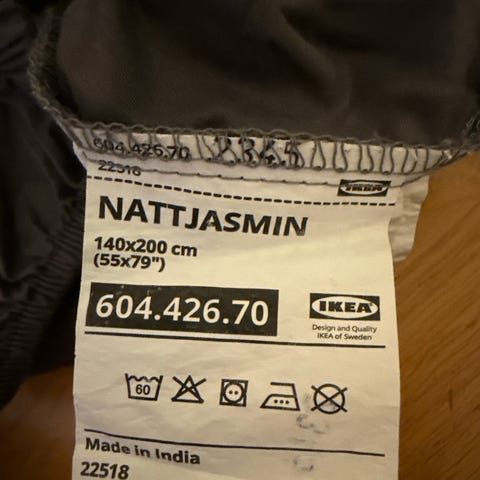 604.426.70 2345
22518
IKEA
NATTJASMIN
140x200 cm
(55x79")
604.426.70
IKEA
Design and Quality
IKEA of Sweden
60
Made in India
22518